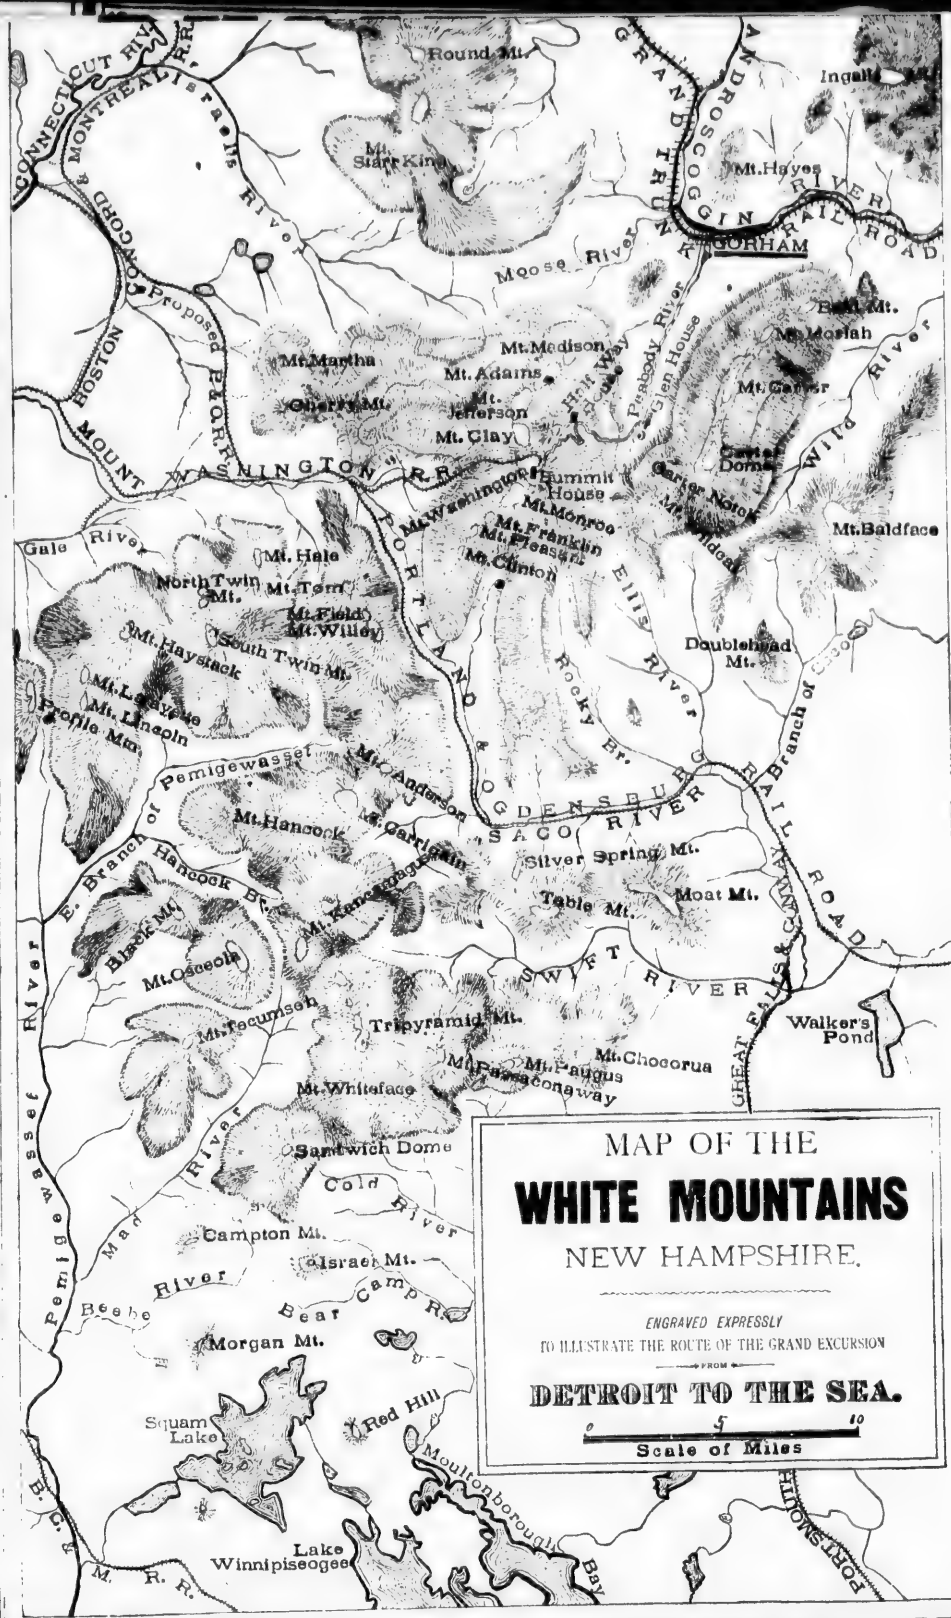 CONNECTICUT RIV.
BOSTON CONCORD & MONTREAL R.R.
Israells River
Round Mt.
Mt.
Starr King
GRAND TRUNK RAIL ROAD
ANDROSCOGGIN RIVER
Mt. Hayes
GORHAM
Moose River
Proposed
Mt. Martha
Cherry Mt.
Mt. Madison
Mt. Adams
Mt.
Jefferson
Mt. Clay
Half Way
House
Peabody River
Glen House
Mt. Moriah
Mt. Carter
Carter
Dome
Carter Notch
Wild River
MOUNT WASHINGTON R.R.
Mt. Washington
Summit
House
Mt. Monroe
Mt. Franklin
Mt. Pleasant
Mt. Clinton
Mt. Baldface
Gale River
Mt. Hale
North Twin
Mt.
Mt. Tom
Mt. Field
Mt. Willey
Mt. Haystack
South Twin Mt.
Mt. Lafayette
Mt. Lincoln
Profile Mtn.
Ellis River
Rocky Br.
Doublehead
Mt.
PORTLAND & OGDENSBURG RAIL ROAD
E. Branch of Pemigewasset
Mt. Anderson
Mt. Hancock
Mt. Carrigain
Hancock Br.
SACO RIVER
Silver Spring Mt.
Table Mt.
Moat Mt.
Black Mt.
Mt. Osceola
SWIFT RIVER
GREAT FALLS & CONWAY
Walker's
Pond
Mt. Tecumseh
Tripyramid Mt.
Mt. Chocorua
Mt. Paugus
Mt. Passaconaway
Mt. Whiteface
Sandwich Dome
Pemigewasset River
Mad River
Cold River
Campton Mt.
Israel Mt.
Beebe River
Bear Camp R.
Morgan Mt.
Red Hill
Squam
Lake
Moultonborough Bay
Lake
Winnipiseogee
B. C. & M. R. R.
PORTSMOUTH
MAP OF THE
WHITE MOUNTAINS
NEW HAMPSHIRE.
ENGRAVED EXPRESSLY
TO ILLUSTRATE THE ROUTE OF THE GRAND EXCURSION
FROM
DETROIT TO THE SEA.
0 5 10
Scale of Miles